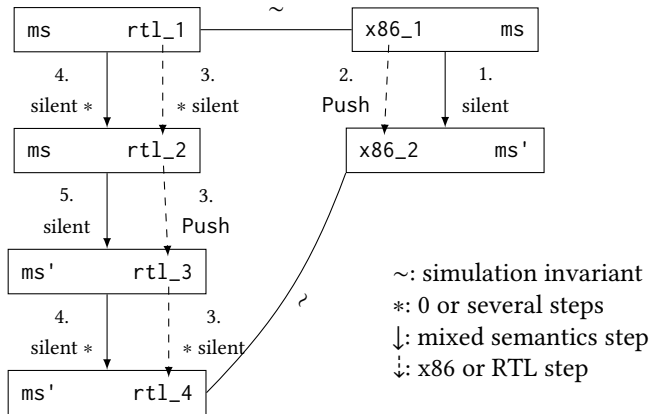 ∼
ms rtl_1 x86_1 ms
4. 3. 2. 1.
silent ∗ ∗ silent Push silent
ms rtl_2 x86_2 ms'
5. 3.
silent Push
ms' rtl_3
∼
∼: simulation invariant
4. 3. ∗: 0 or several steps
silent ∗ ∗ silent ↓: mixed semantics step
ms' rtl_4 ⇣: x86 or RTL step